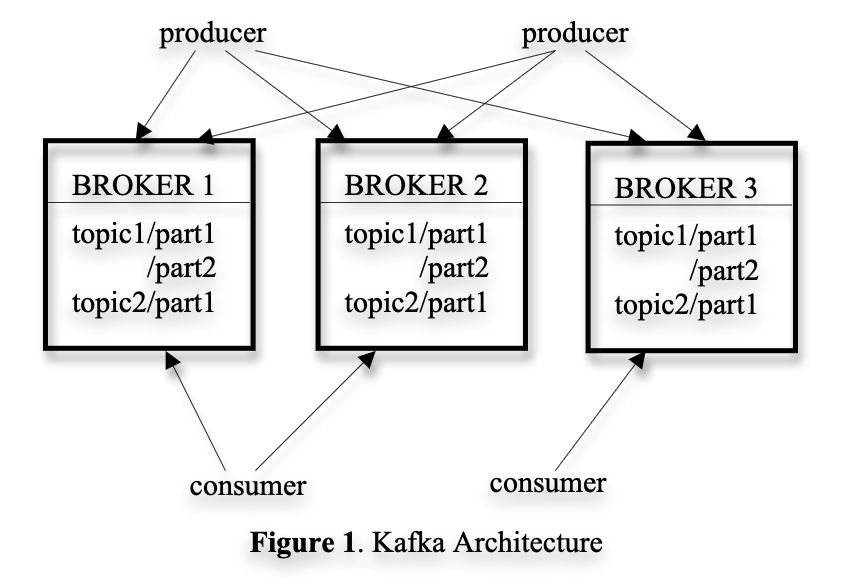 producer
producer
BROKER 1
topic1/part1
/part2
topic2/part1
BROKER 2
topic1/part1
/part2
topic2/part1
BROKER 3
topic1/part1
/part2
topic2/part1
consumer
consumer
Figure 1. Kafka Architecture